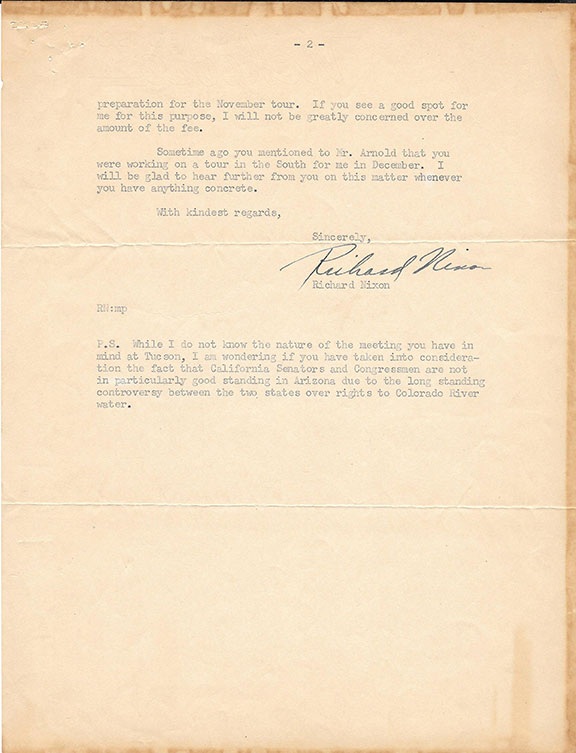 - 2 -
preparation for the November tour. If you see a good spot for
me for this purpose, I will not be greatly concerned over the
amount of the fee.
Sometime ago you mentioned to Mr. Arnold that you
were working on a tour in the South for me in December. I
will be glad to hear further from you on this matter whenever
you have anything concrete.
With kindest regards,
Sincerely,
Richard Nixon
Richard Nixon
RN:mp
P.S. While I do not know the nature of the meeting you have in
mind at Tucson, I am wondering if you have taken into considera-
tion the fact that California Senators and Congressmen are not
in particularly good standing in Arizona due to the long standing
controversy between the two states over rights to Colorado River
water.